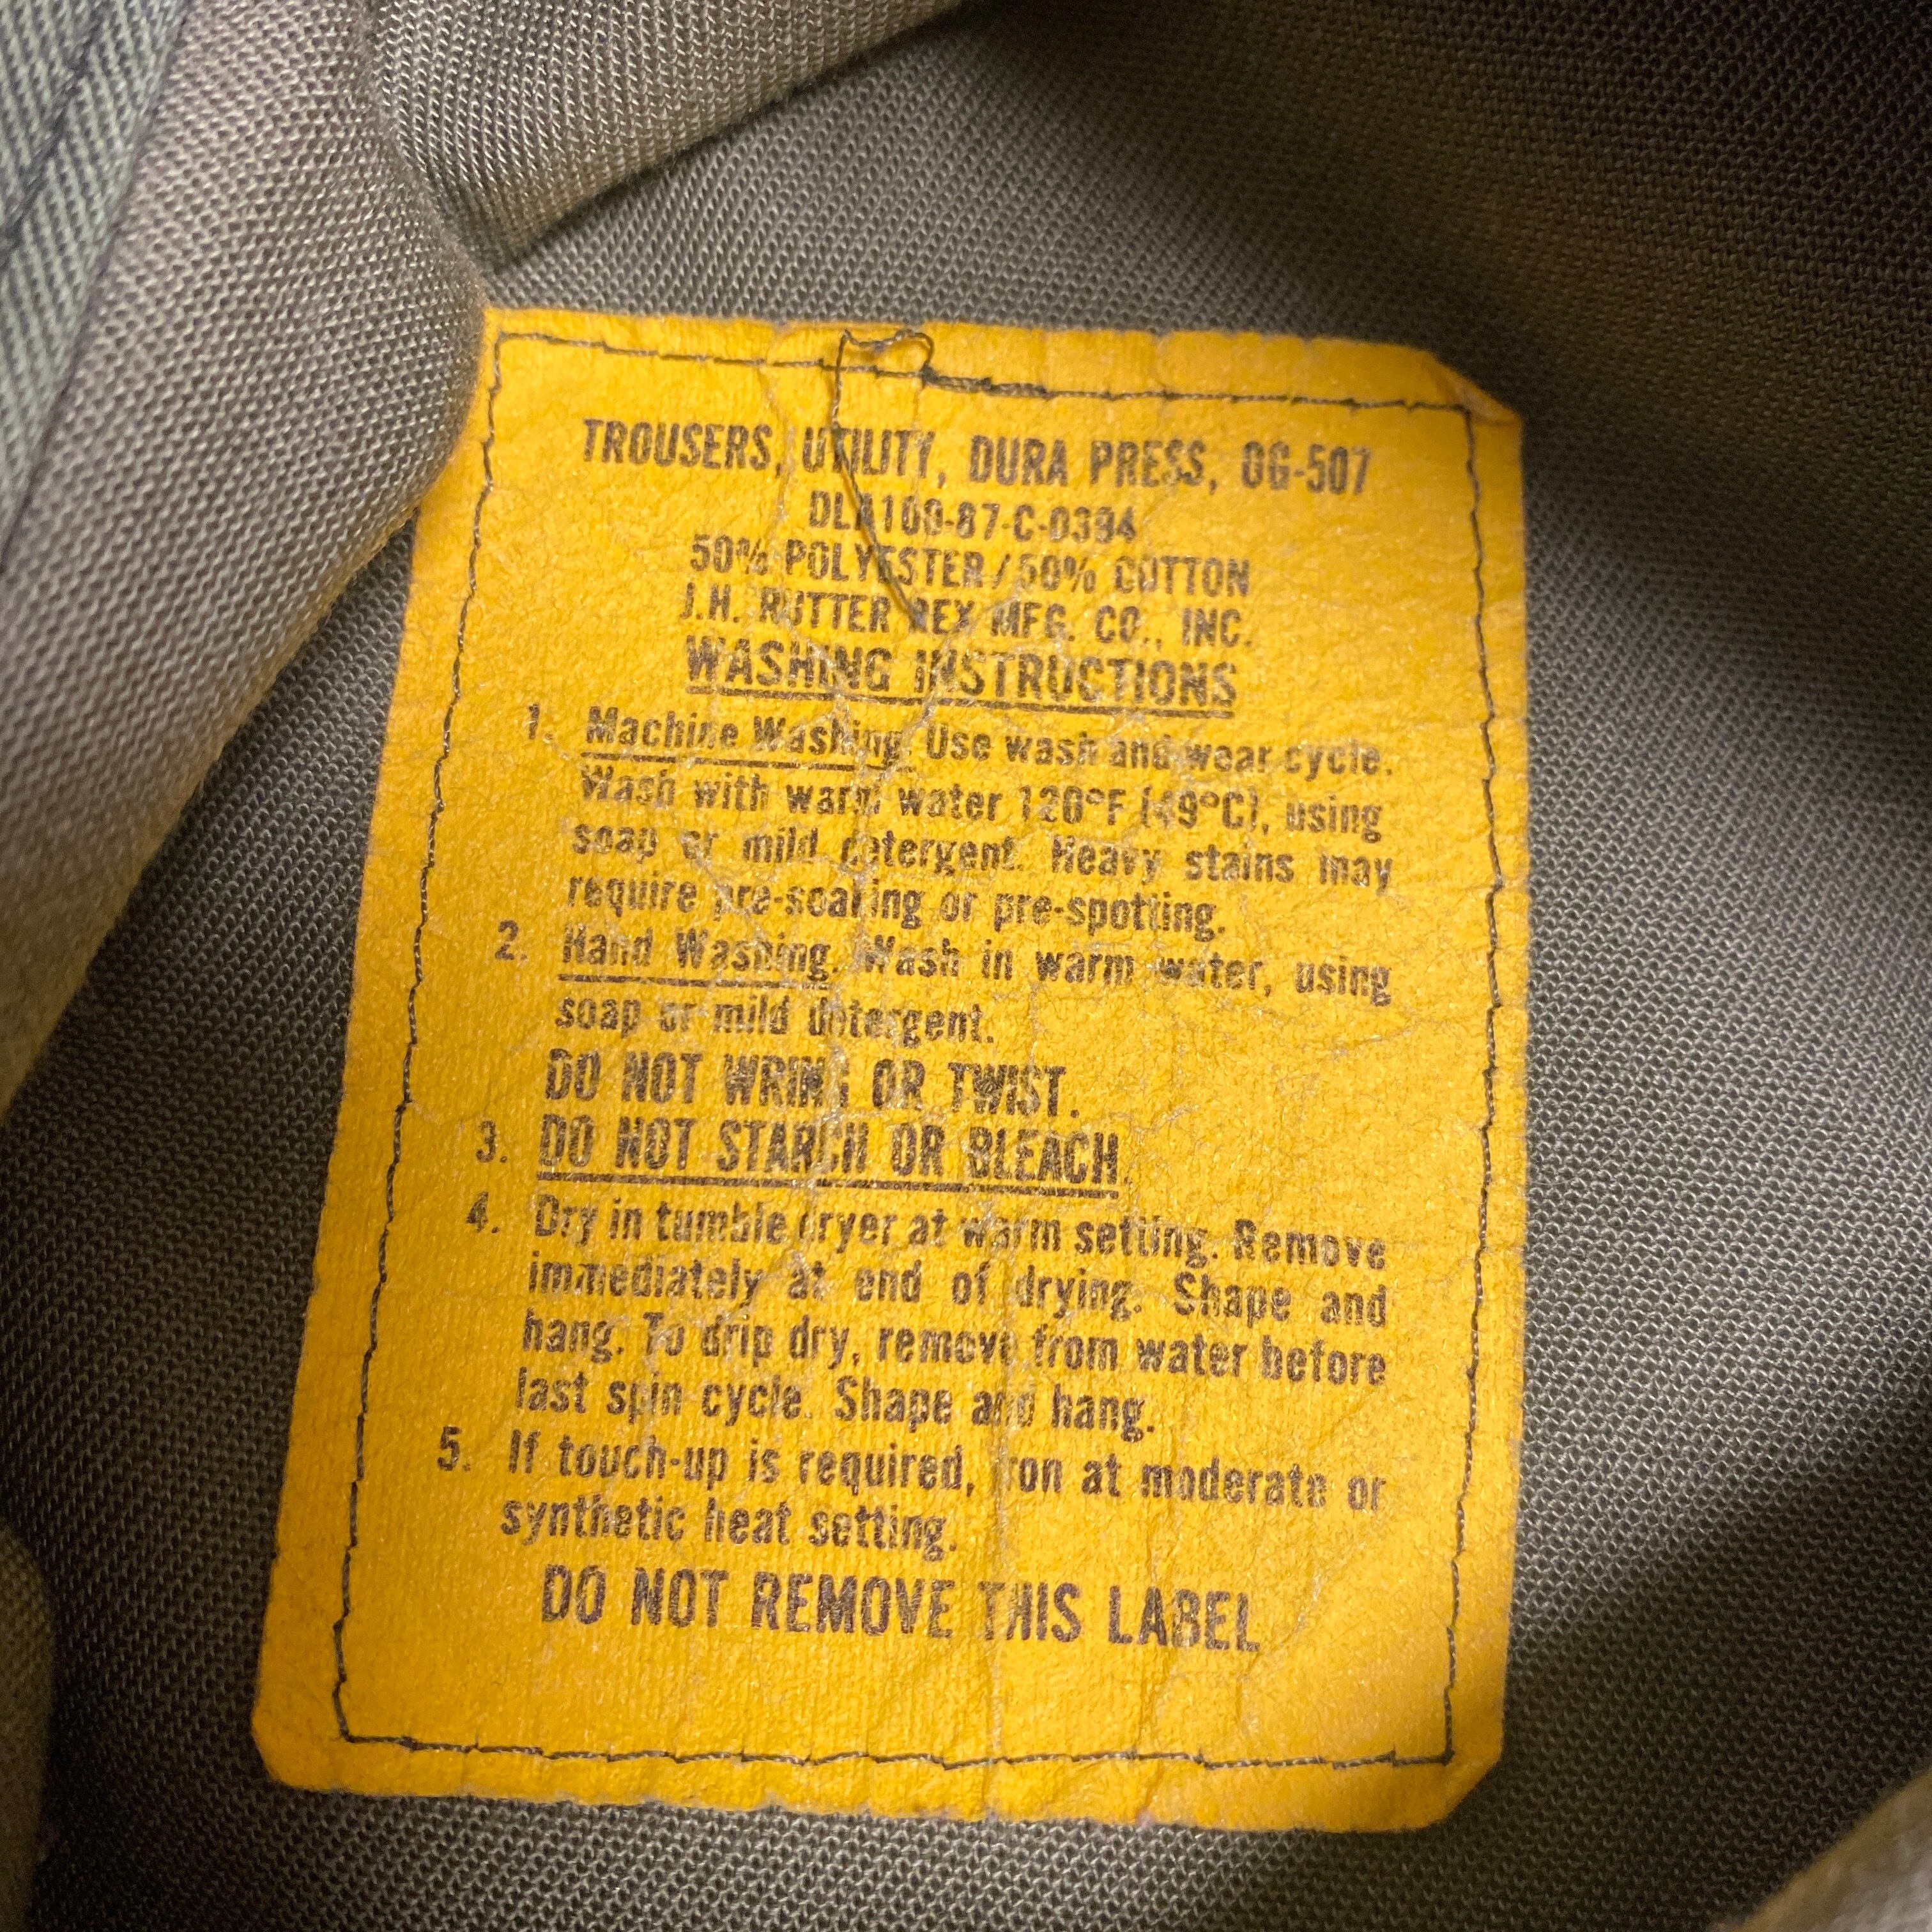 TROUSERS, UTILITY, DURA PRESS, OG-507
DLA100-87-C-0394
50% POLYESTER/50% COTTON
J.H. RUTTER REX MFG. CO., INC.
WASHING INSTRUCTIONS
1. Machine Washing. Use wash and wear cycle.
Wash with warm water 120°F (49°C), using
soap or mild detergent. Heavy stains may
require pre-soaking or pre-spotting.
2. Hand Washing. Wash in warm water, using
soap or mild detergent.
DO NOT WRING OR TWIST.
3. DO NOT STARCH OR BLEACH.
4. Dry in tumble dryer at warm setting. Remove
immediately at end of drying. Shape and
hang. To drip dry, remove from water before
last spin cycle. Shape and hang.
5. If touch-up is required, iron at moderate or
synthetic heat setting.
DO NOT REMOVE THIS LABEL